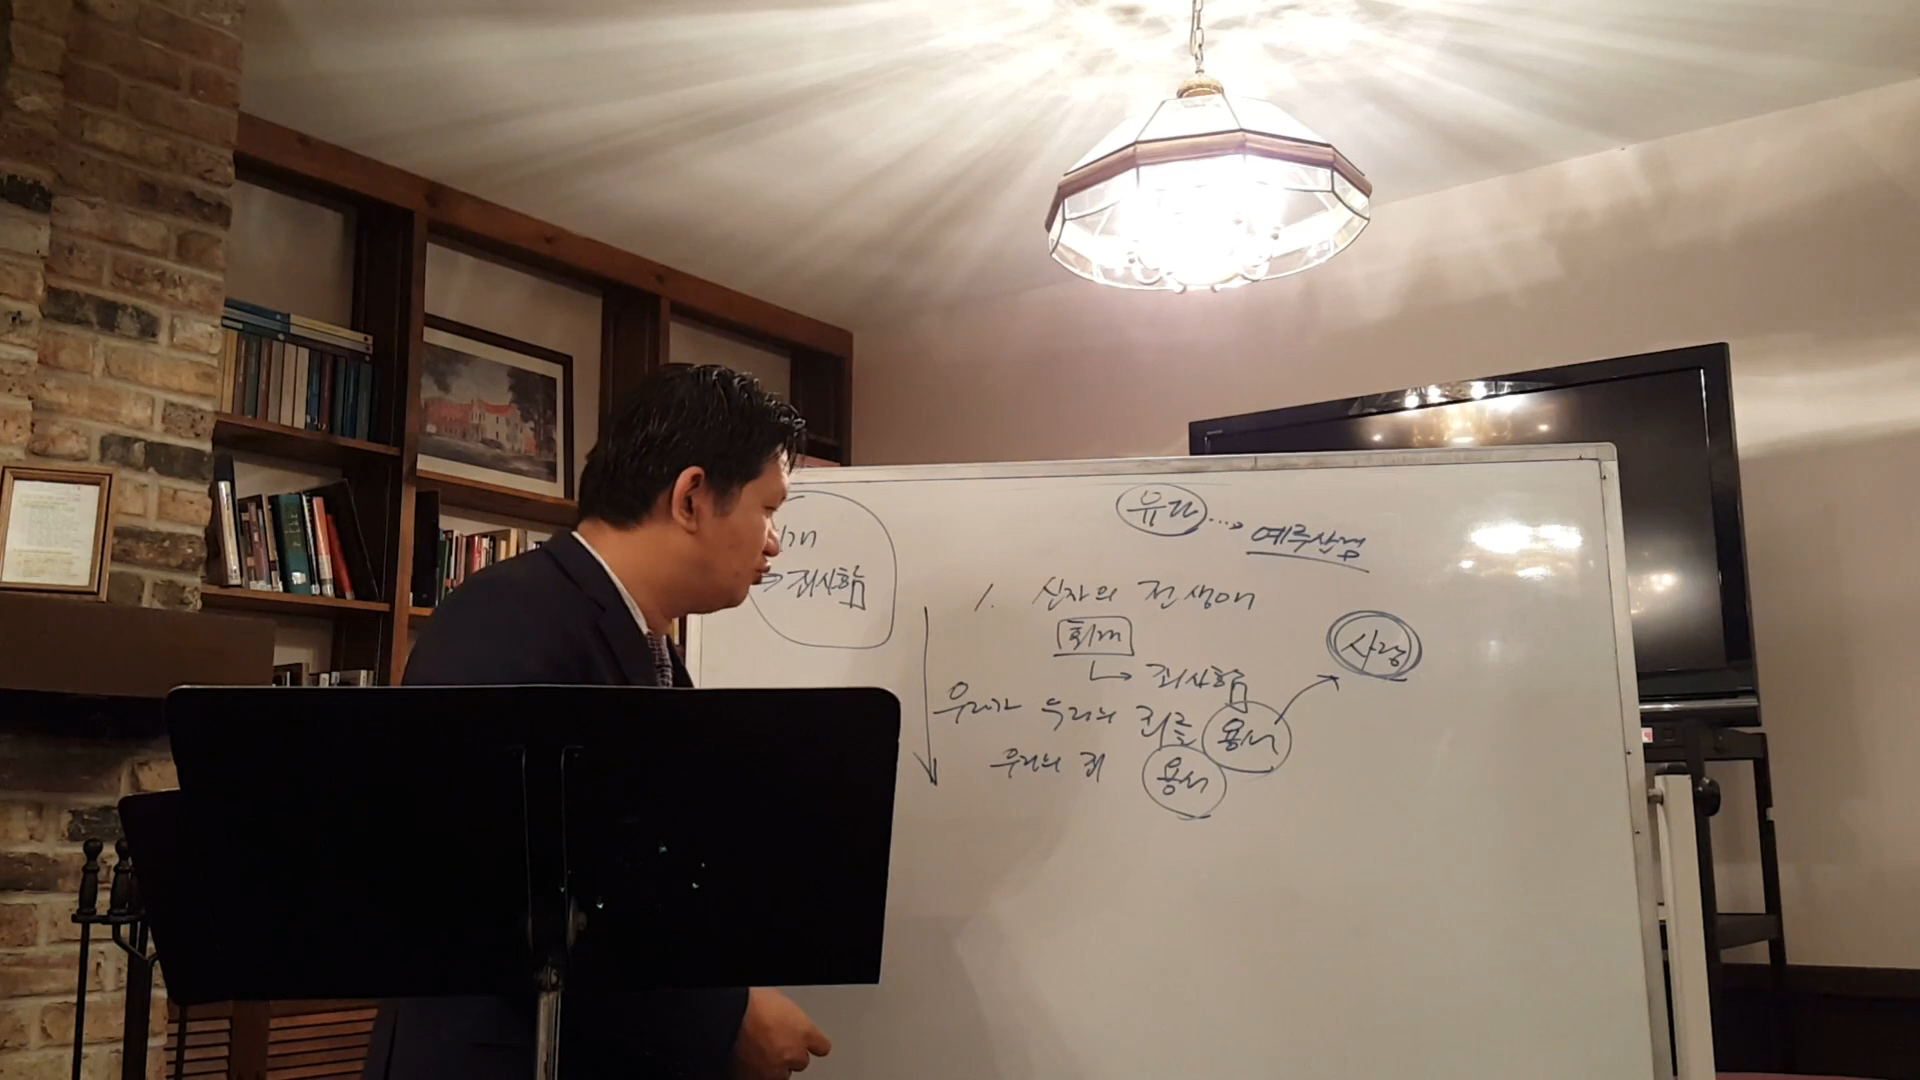 죄사함
유다 ...→ 예루살렘
1. 신자의 전생애
회개
↳ 죄사함
사랑
우리가 우리의 죄를 용서
우리의 죄 용서